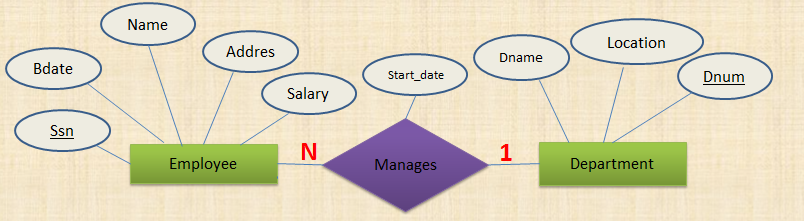 Name
Addres
Bdate
Salary
Ssn
Start_date
Dname
Location
Dnum
Employee
N
Manages
1
Department